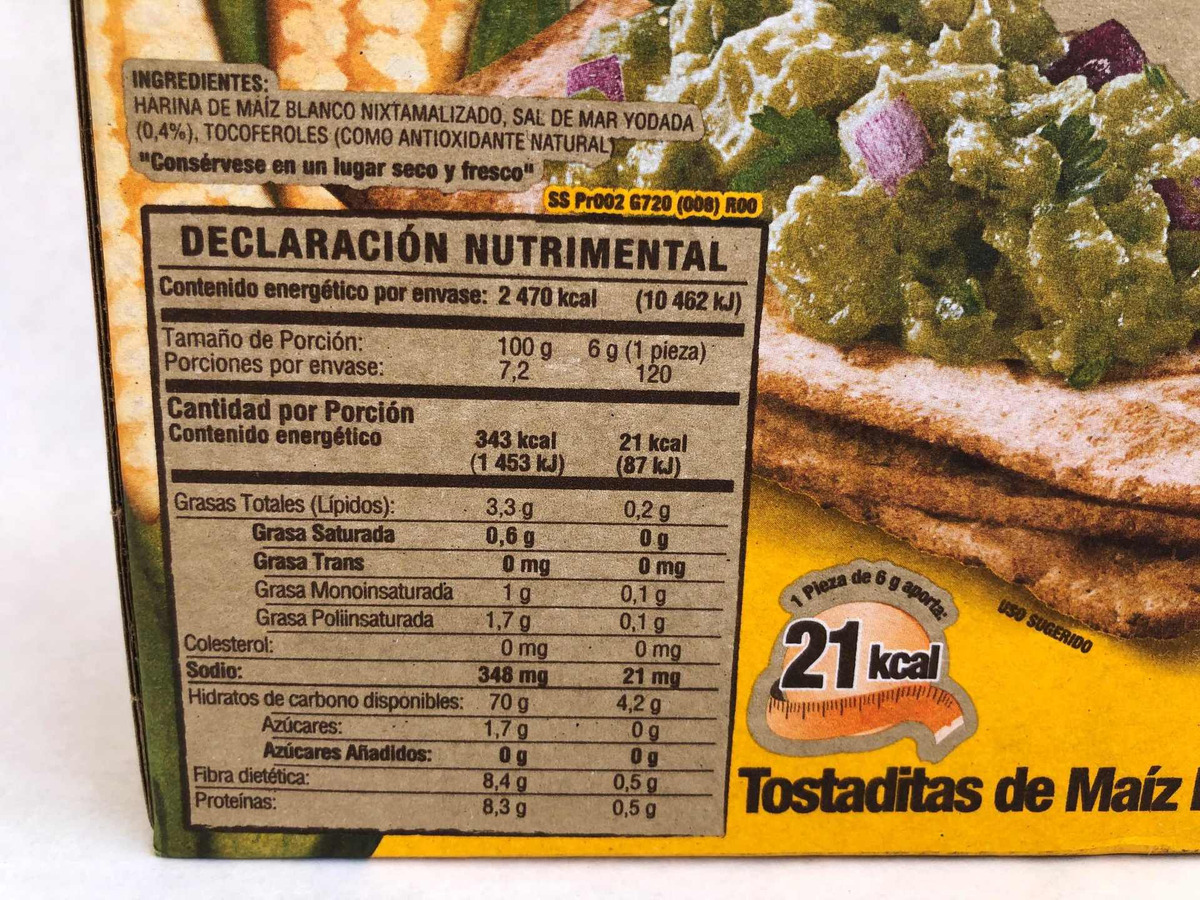 INGREDIENTES:
HARINA DE MAÍZ BLANCO NIXTAMALIZADO, SAL DE MAR YODADA
(0,4%), TOCOFEROLES (COMO ANTIOXIDANTE NATURAL)
"Consérvese en un lugar seco y fresco"
SS Pr002 G720 (008) R00
DECLARACIÓN NUTRIMENTAL
Contenido energético por envase: 2 470 kcal (10 462 kJ)
Tamaño de Porción: 100 g 6 g (1 pieza)
Porciones por envase: 7,2 120
Cantidad por Porción
Contenido energético 343 kcal 21 kcal
(1 453 kJ) (87 kJ)
Grasas Totales (Lípidos): 3,3 g 0,2 g
Grasa Saturada 0,6 g 0 g
Grasa Trans 0 mg 0 mg
Grasa Monoinsaturada 1 g 0,1 g
Grasa Poliinsaturada 1,7 g 0,1 g
Colesterol: 0 mg 0 mg
Sodio: 348 mg 21 mg
Hidratos de carbono disponibles: 70 g 4,2 g
Azúcares: 1,7 g 0 g
Azúcares Añadidos: 0 g 0 g
Fibra dietética: 8,4 g 0,5 g
Proteínas: 8,3 g 0,5 g
1 Pieza de 6 g aporta:
21 kcal
USO SUGERIDO
Tostaditas de Maíz